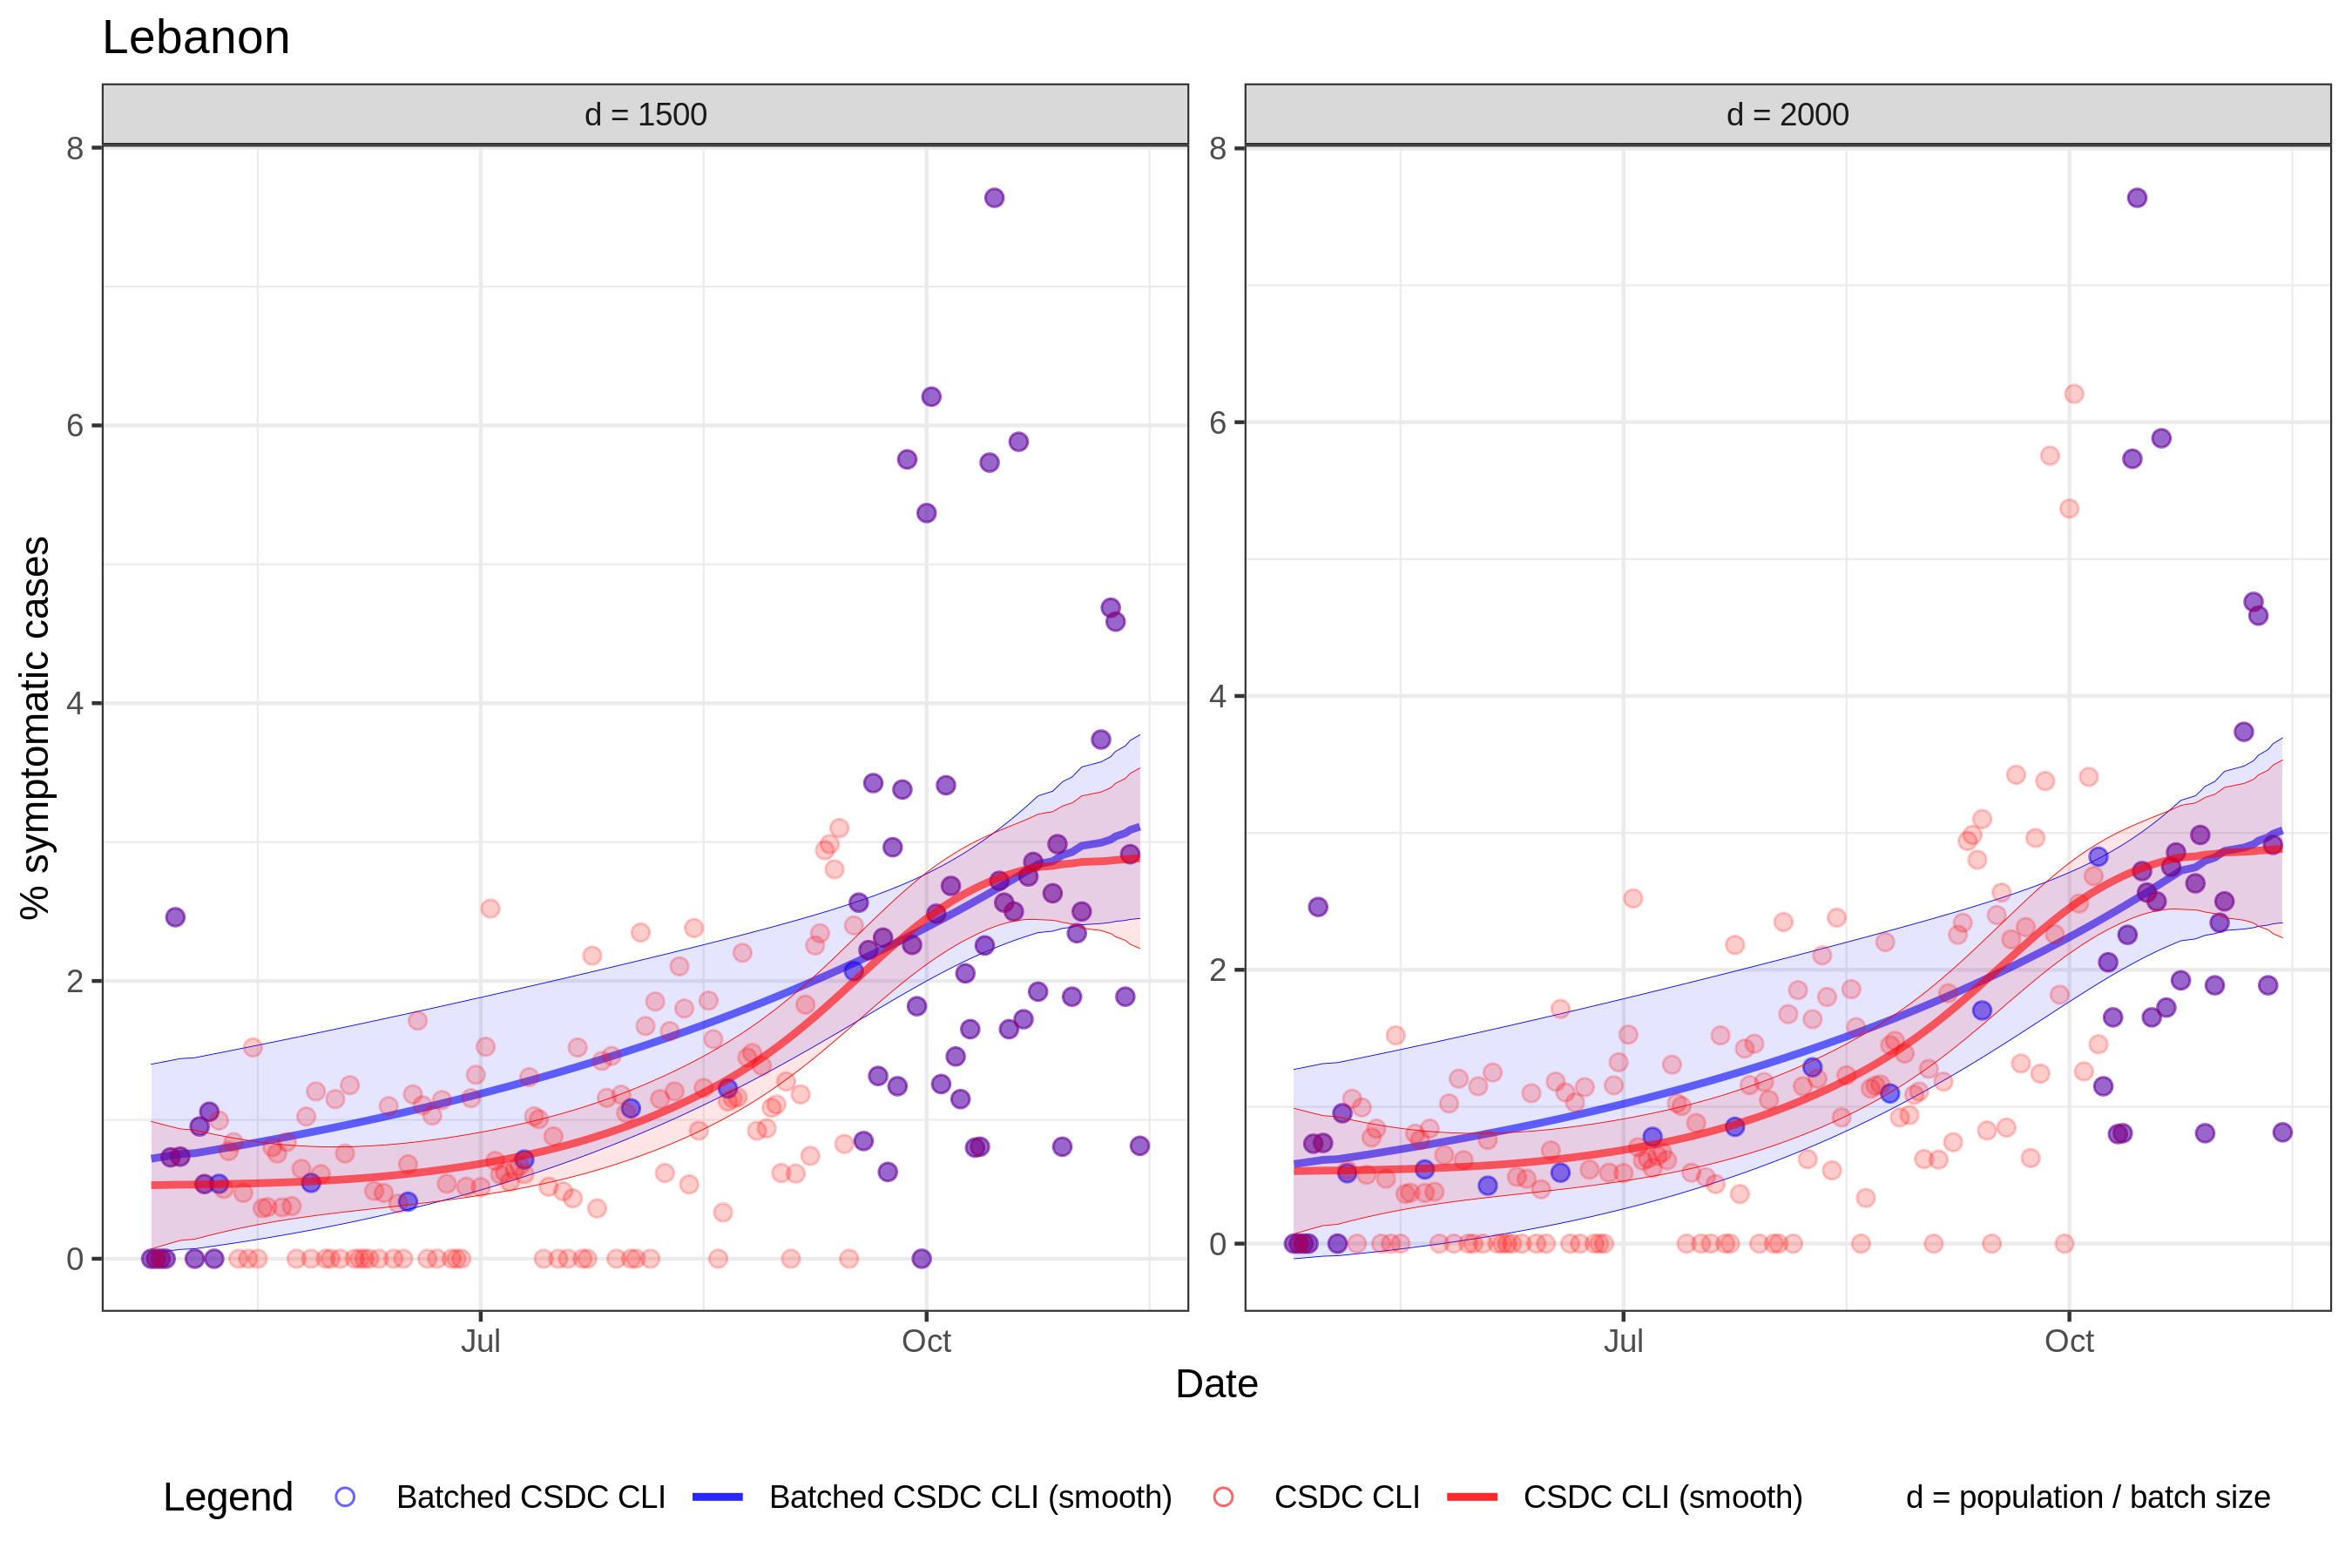 Lebanon
d = 1500
d = 2000
% symptomatic cases
8
6
4
2
0
8
6
4
2
0
Jul
Oct
Jul
Oct
Date
Legend
Batched CSDC CLI
Batched CSDC CLI (smooth)
CSDC CLI
CSDC CLI (smooth)
d = population / batch size